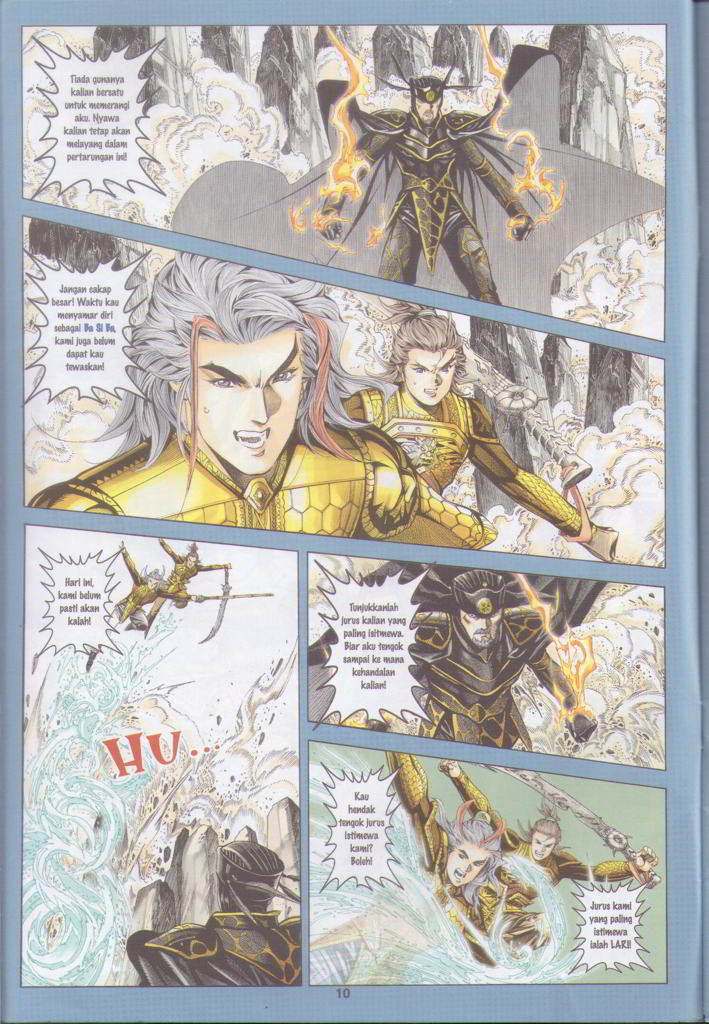 Tiada gunanya
kalian bersatu
untuk memerangi
aku. Nyawa
kalian tetap akan
melayang dalam
pertarungan ini!
Jangan cakap
besar! Waktu kau
menyamar diri
sebagai Ba Si Ba,
kami juga belum
dapat kau
tewaskan!
Hari ini,
kami belum
pasti akan
kalah!
HU...
Tunjukkanlah
jurus kalian yang
paling isitmewa.
Biar aku tengok
sampai ke mana
kehandalan
kalian!
Kau
hendak
tengok jurus
istimewa
kami?
Boleh!
Jurus kami
yang paling
istimewa
ialah LARI!
10